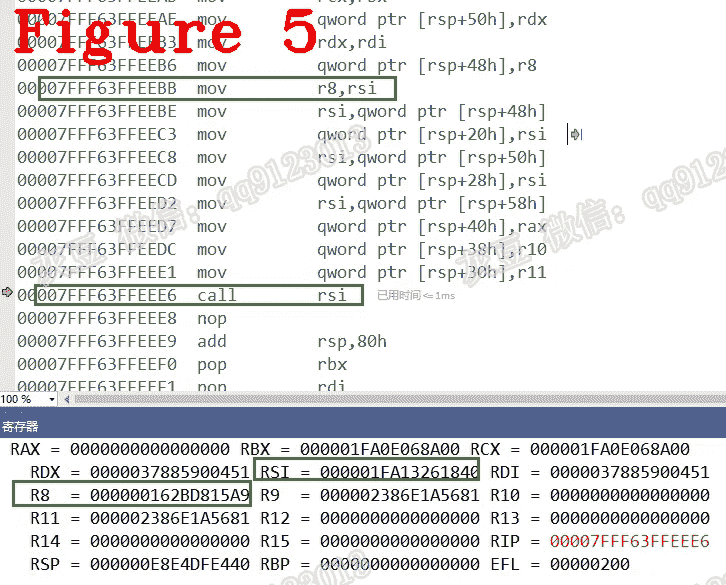 Figure 5
mov qword ptr [rsp+50h],rdx
mov rdx,rdi
00007FFF63FFEEB6 mov qword ptr [rsp+48h],r8
00007FFF63FFEEBB mov r8,rsi
00007FFF63FFEEBE mov rsi,qword ptr [rsp+48h]
00007FFF63FFEEC3 mov qword ptr [rsp+20h],rsi
00007FFF63FFEEC8 mov rsi,qword ptr [rsp+50h]
00007FFF63FFEECD mov qword ptr [rsp+28h],rsi
00007FFF63FFEED2 mov rsi,qword ptr [rsp+58h]
00007FFF63FFEED7 mov qword ptr [rsp+40h],rax
00007FFF63FFEEDC mov qword ptr [rsp+38h],r10
00007FFF63FFEEE1 mov qword ptr [rsp+30h],r11
00007FFF63FFEEE6 call rsi 已用时间<=1ms
00007FFF63FFEEE8 nop
00007FFF63FFEEE9 add rsp,80h
00007FFF63FFEEF0 pop rbx
00007FFF63FFEEF1 pop rdi
100 %
寄存器
RAX = 0000000000000000 RBX = 000001FA0E068A00 RCX = 000001FA0E068A00
RDX = 0000037885900451 RSI = 000001FA13261840 RDI = 0000037885900451
R8 = 000000162BD815A9 R9 = 000002386E1A5681 R10 = 0000000000000000
R11 = 000002386E1A5681 R12 = 0000000000000000 R13 = 0000000000000000
R14 = 0000000000000000 R15 = 0000000000000000 RIP = 00007FFF63FFEEE6
RSP = 000000E8E4DFE440 RBP = 0000000000000000 EFL = 00000200
微信: qq9123013
微信: qq9123